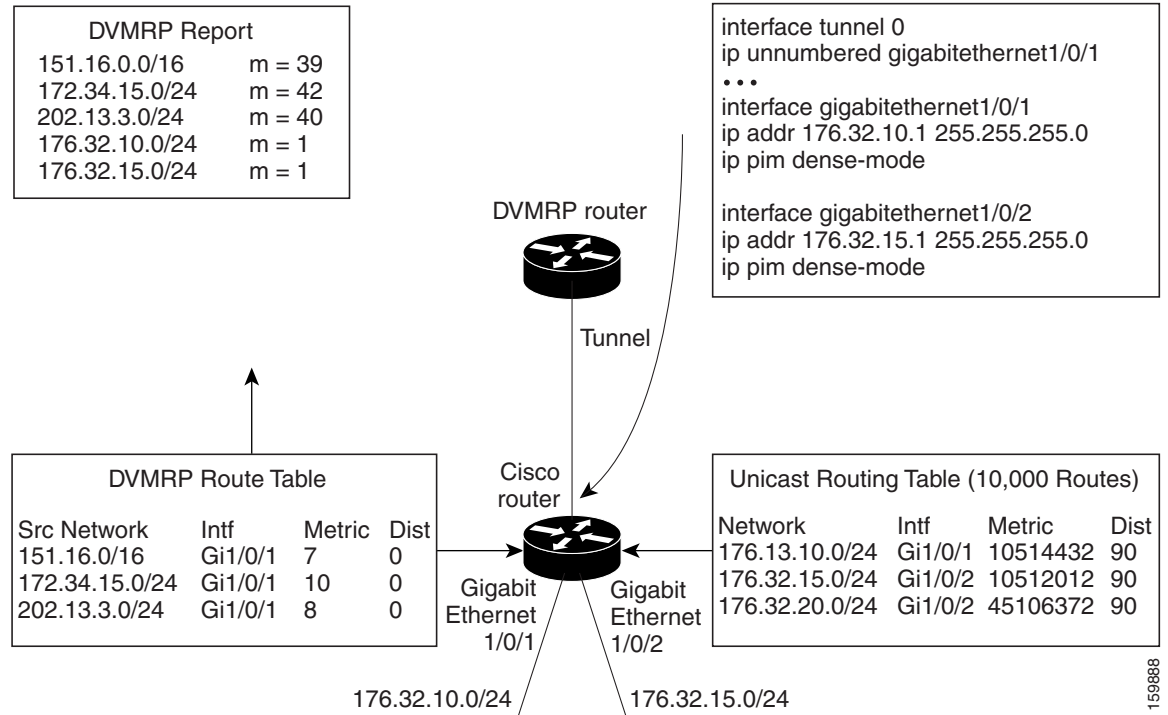 DVMRP Report
151.16.0.0/16 m = 39
172.34.15.0/24 m = 42
202.13.3.0/24 m = 40
176.32.10.0/24 m = 1
176.32.15.0/24 m = 1
interface tunnel 0
ip unnumbered gigabitethernet1/0/1
• • •
interface gigabitethernet1/0/1
ip addr 176.32.10.1 255.255.255.0
ip pim dense-mode
interface gigabitethernet1/0/2
ip addr 176.32.15.1 255.255.255.0
ip pim dense-mode
DVMRP router
Tunnel
Cisco
router
DVMRP Route Table
Src Network Intf Metric Dist
151.16.0/16 Gi1/0/1 7 0
172.34.15.0/24 Gi1/0/1 10 0
202.13.3.0/24 Gi1/0/1 8 0
Gigabit
Ethernet
1/0/1
Gigabit
Ethernet
1/0/2
Unicast Routing Table (10,000 Routes)
Network Intf Metric Dist
176.13.10.0/24 Gi1/0/1 10514432 90
176.32.15.0/24 Gi1/0/2 10512012 90
176.32.20.0/24 Gi1/0/2 45106372 90
176.32.10.0/24
176.32.15.0/24
159888